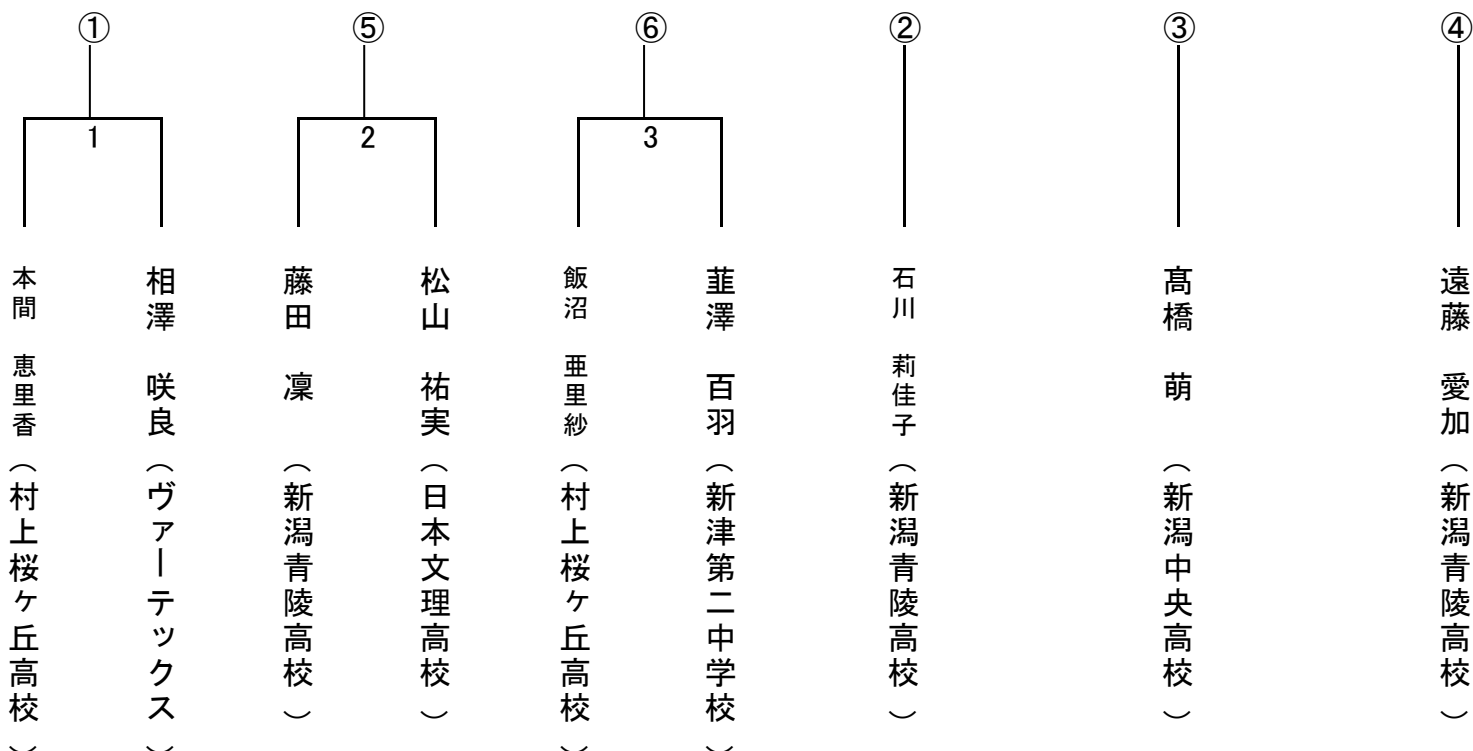 ① ⑤ ⑥ ② ③ ④
1 2 3
本間 恵里香 （村上桜ケ丘高校）
相澤 咲良 （ヴァーテックス）
藤田 凜 （新潟青陵高校）
松山 祐実 （日本文理高校）
飯沼 亜里紗 （村上桜ケ丘高校）
韮澤 百羽 （新津第二中学校）
石川 莉佳子 （新潟青陵高校）
髙橋 萌 （新潟中央高校）
遠藤 愛加 （新潟青陵高校）